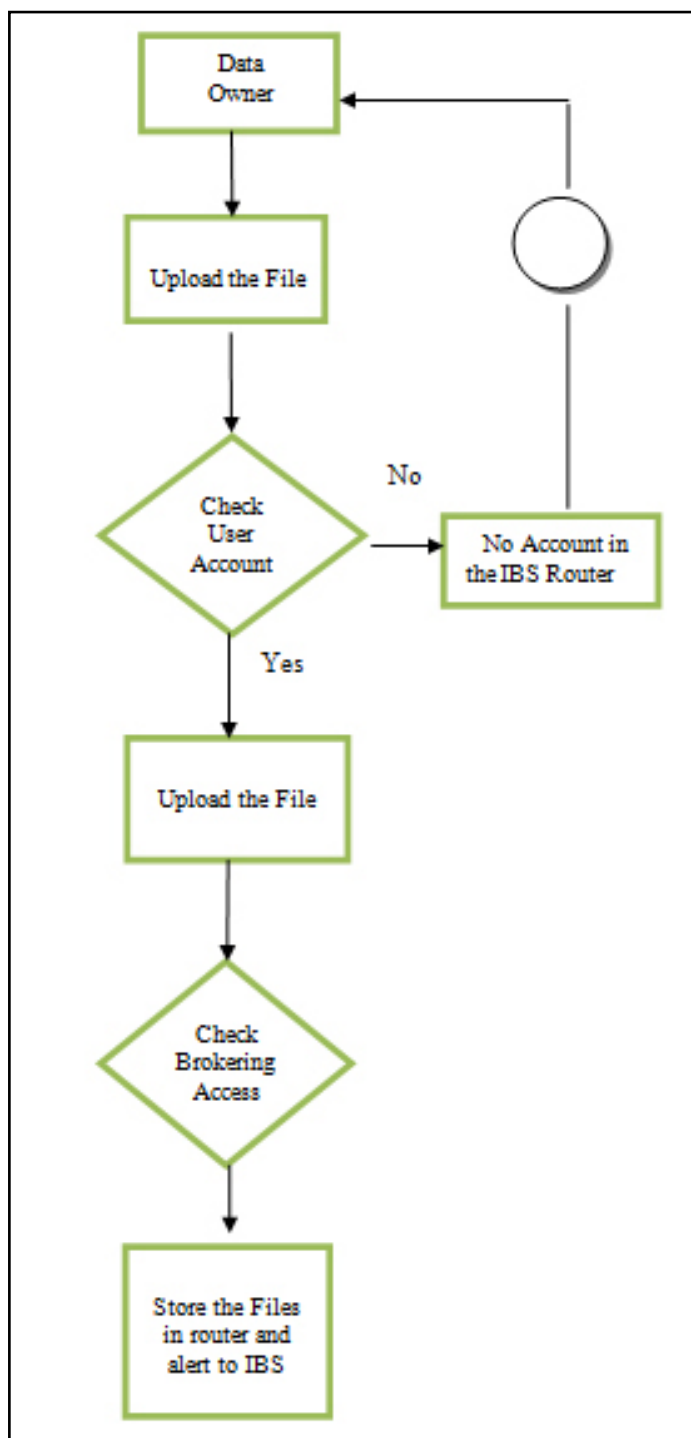 Data
Owner
Upload the File
Check
User
Account
No
No Account in
the IBS Router
Yes
Upload the File
Check
Brokering
Access
Store the Files
in router and
alert to IBS